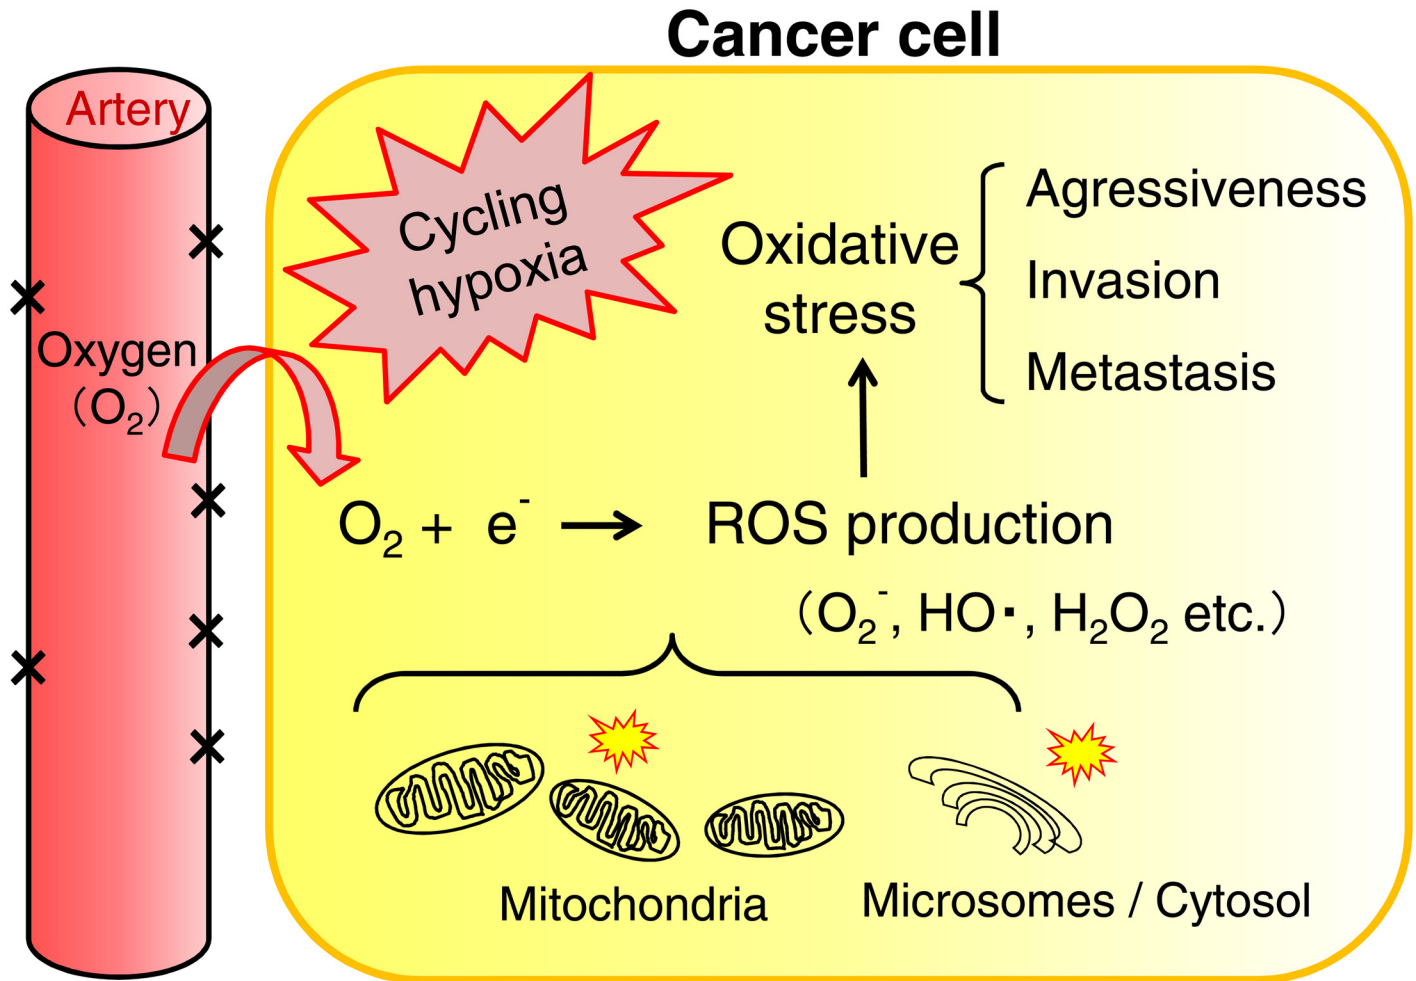 Cancer cell
Artery
Oxygen
(O₂)
Cycling
hypoxia
Oxidative
stress
Agressiveness
Invasion
Metastasis
O₂ + e⁻ → ROS production
(O₂⁻, HO·, H₂O₂ etc.)
Mitochondria
Microsomes / Cytosol